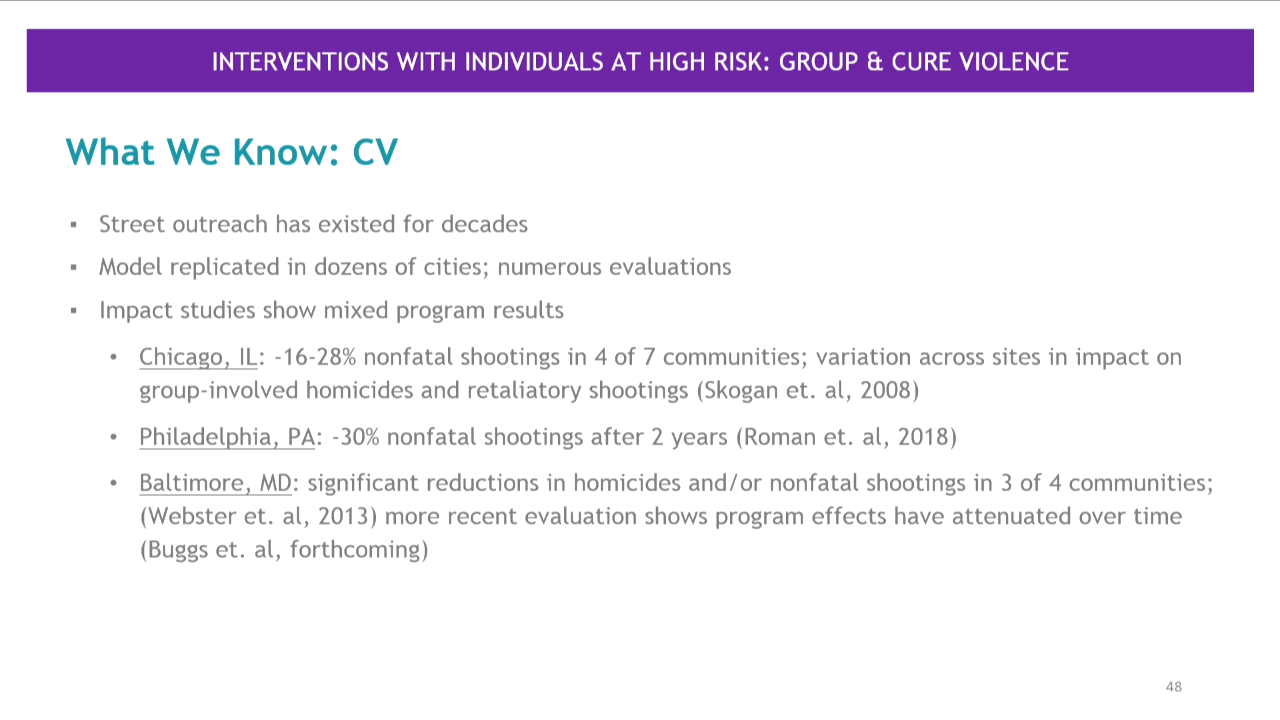 INTERVENTIONS WITH INDIVIDUALS AT HIGH RISK: GROUP & CURE VIOLENCE
What We Know: CV
▪ Street outreach has existed for decades
▪ Model replicated in dozens of cities; numerous evaluations
▪ Impact studies show mixed program results
• Chicago, IL: -16-28% nonfatal shootings in 4 of 7 communities; variation across sites in impact on
group-involved homicides and retaliatory shootings (Skogan et. al, 2008)
• Philadelphia, PA: -30% nonfatal shootings after 2 years (Roman et. al, 2018)
• Baltimore, MD: significant reductions in homicides and/or nonfatal shootings in 3 of 4 communities;
(Webster et. al, 2013) more recent evaluation shows program effects have attenuated over time
(Buggs et. al, forthcoming)
48